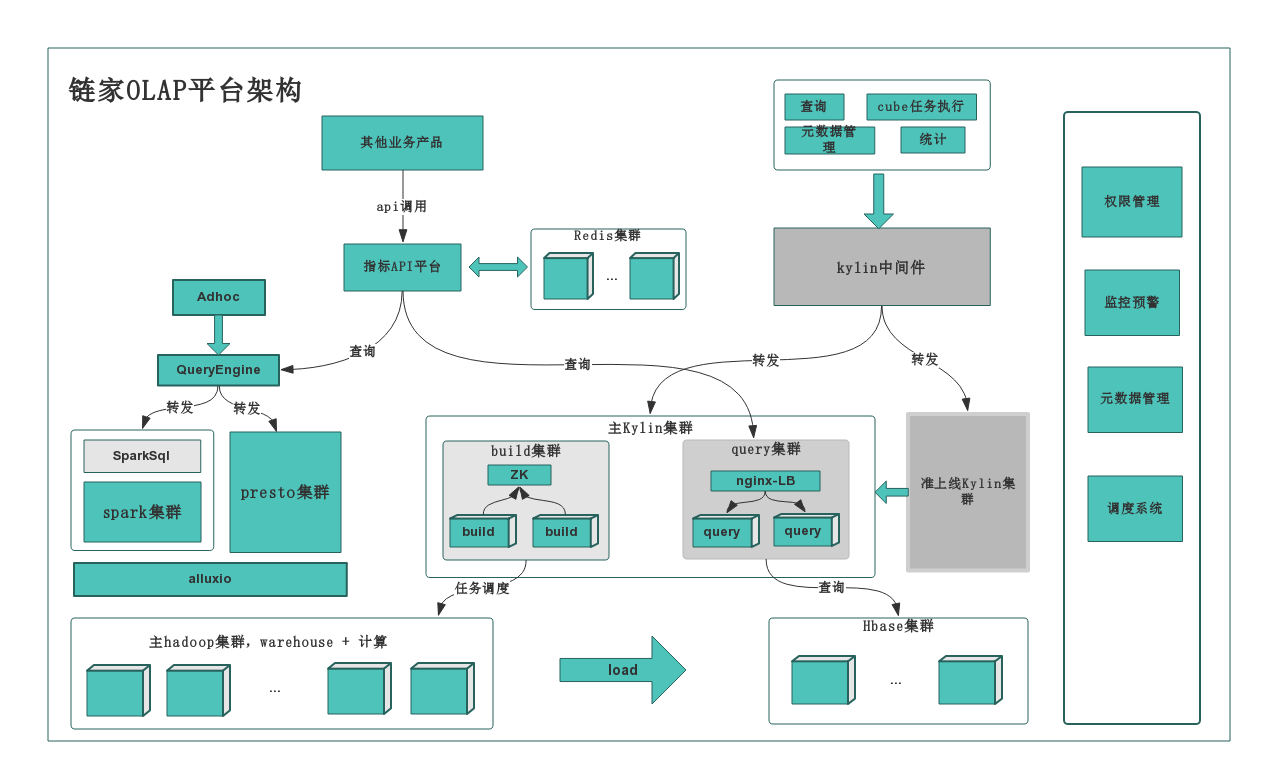 链家OLAP平台架构
其他业务产品
api调用
指标API平台
Redis集群
...
查询
cube任务执行
元数据管
理
统计
kylin中间件
权限管理
监控预警
元数据管理
调度系统
Adhoc
QueryEngine
查询
查询
转发
转发
转发
转发
SparkSql
spark集群
presto集群
alluxio
主Kylin集群
build集群
ZK
build
build
query集群
nginx-LB
query
query
准上线Kylin集
群
任务调度
查询
主hadoop集群，warehouse + 计算
...
load
Hbase集群
...